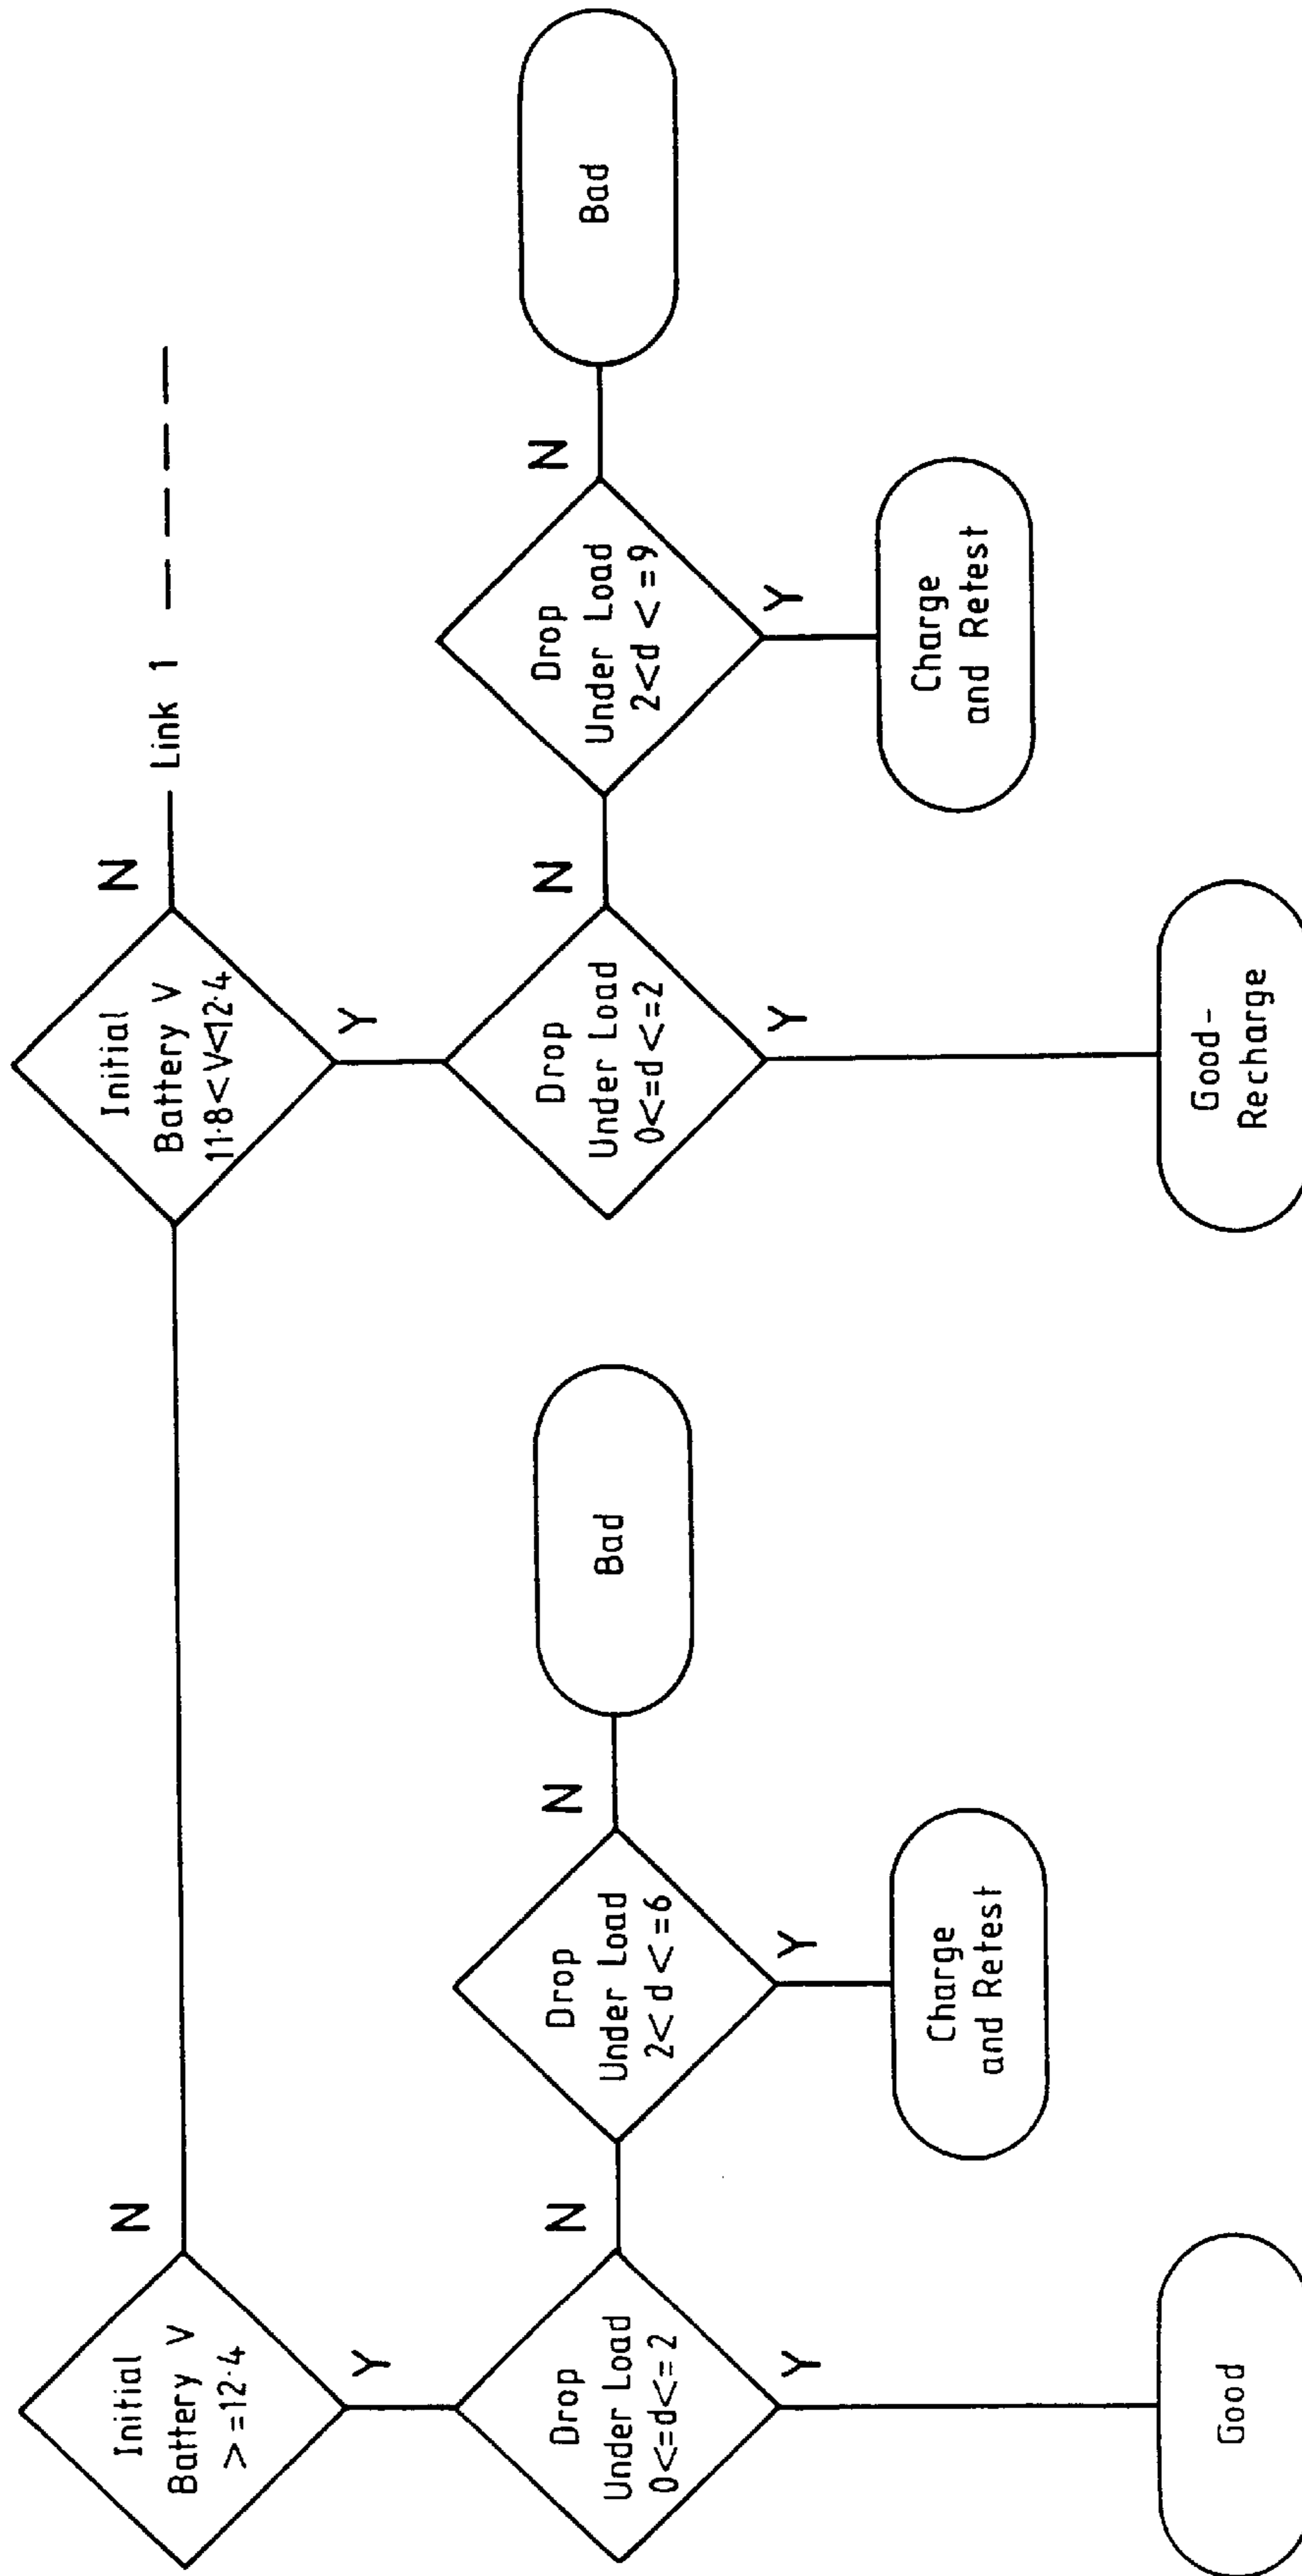 Initial
Battery V
>=12·4
N
Y
Drop
Under Load
0<=d<=2
N
Y
Good
Drop
Under Load
2<d<=6
N
Y
Charge
and Retest
Bad
Initial
Battery V
11·8<V<12·4
N
Link 1
Y
Drop
Under Load
0<=d<=2
N
Y
Good-
Recharge
Drop
Under Load
2<d<=9
N
Y
Charge
and Retest
Bad